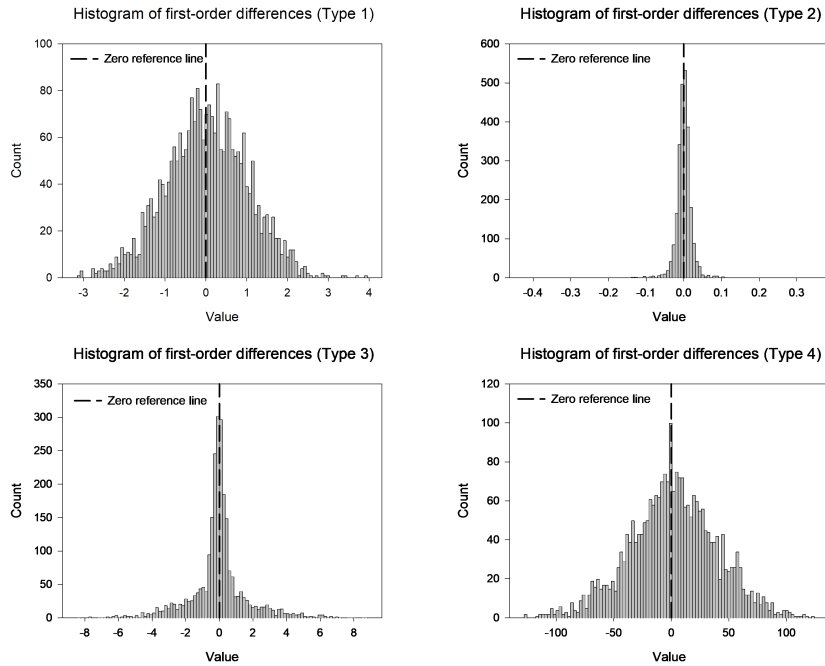 Histogram of first-order differences (Type 1)
Count
100
80
60
40
20
0
Zero reference line
-3 -2 -1 0 1 2 3 4
Value
Histogram of first-order differences (Type 2)
Count
600
500
400
300
200
100
0
Zero reference line
-0.4 -0.3 -0.2 -0.1 0.0 0.1 0.2 0.3
Value
Histogram of first-order differences (Type 3)
Count
350
300
250
200
150
100
50
0
Zero reference line
-8 -6 -4 -2 0 2 4 6 8
Value
Histogram of first-order differences (Type 4)
Count
120
100
80
60
40
20
0
Zero reference line
-100 -50 0 50 100
Value